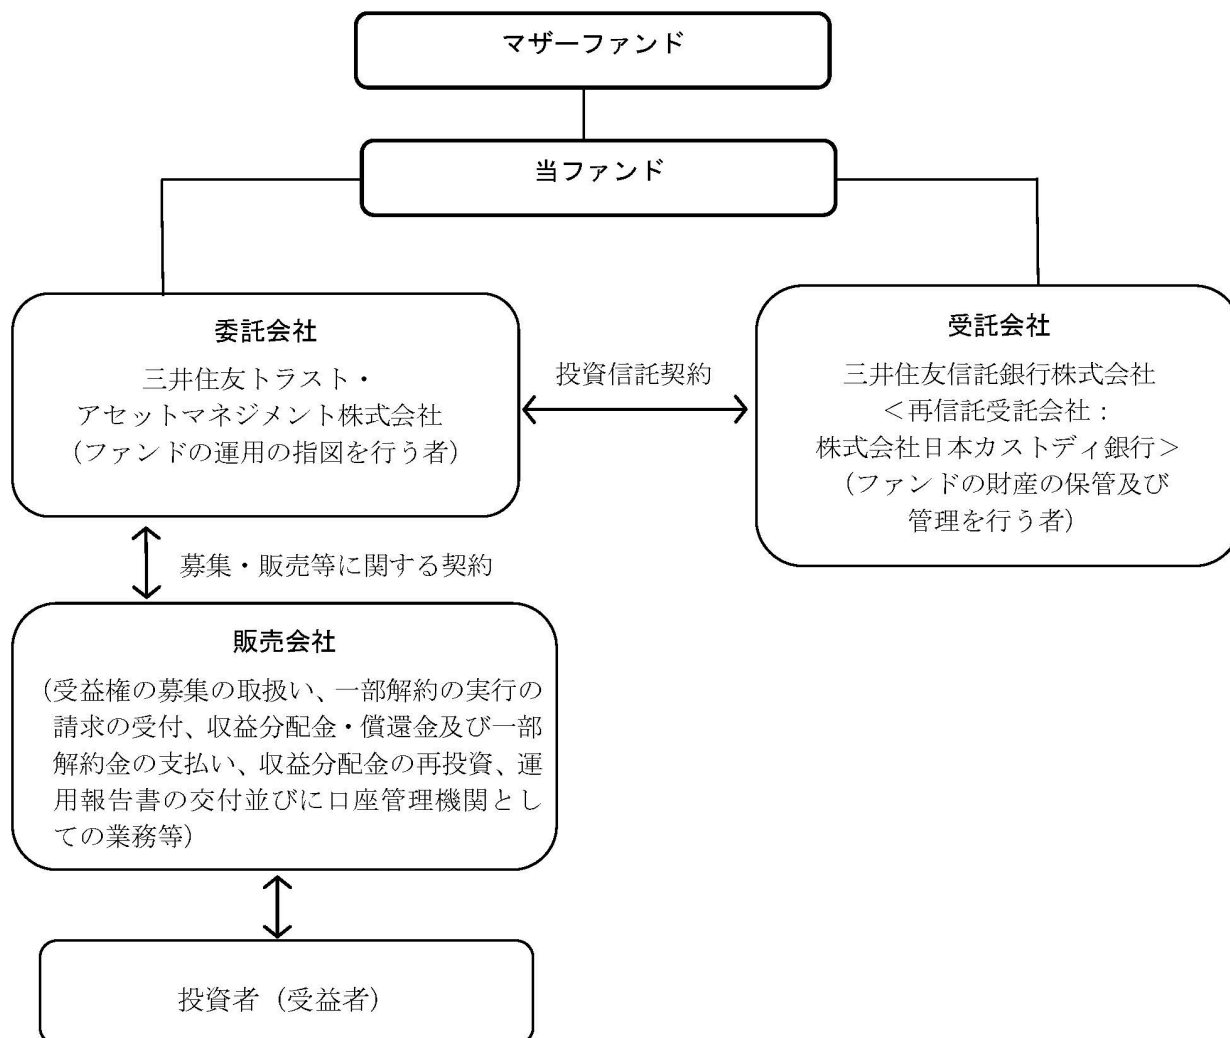 マザーファンド
当ファンド
委託会社
三井住友トラスト・
アセットマネジメント株式会社
（ファンドの運用の指図を行う者）
投資信託契約
受託会社
三井住友信託銀行株式会社
＜再信託受託会社：
株式会社日本カストディ銀行＞
（ファンドの財産の保管及び
管理を行う者）
募集・販売等に関する契約
販売会社
（受益権の募集の取扱い、一部解約の実行の
請求の受付、収益分配金・償還金及び一部
解約金の支払い、収益分配金の再投資、運
用報告書の交付並びに口座管理機関とし
ての業務等）
投資者（受益者）